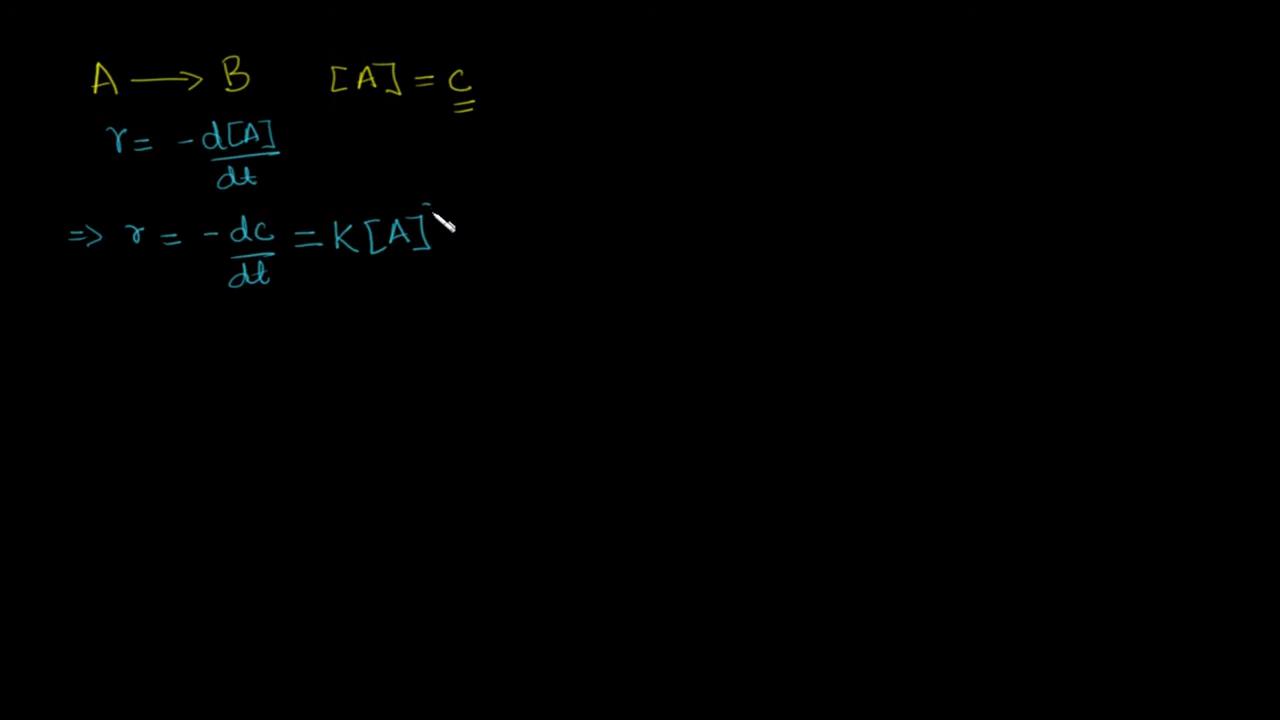 A ⟶ B [A] = c
r = - d[A]/dt
⇒ r = - dc/dt = K[A]